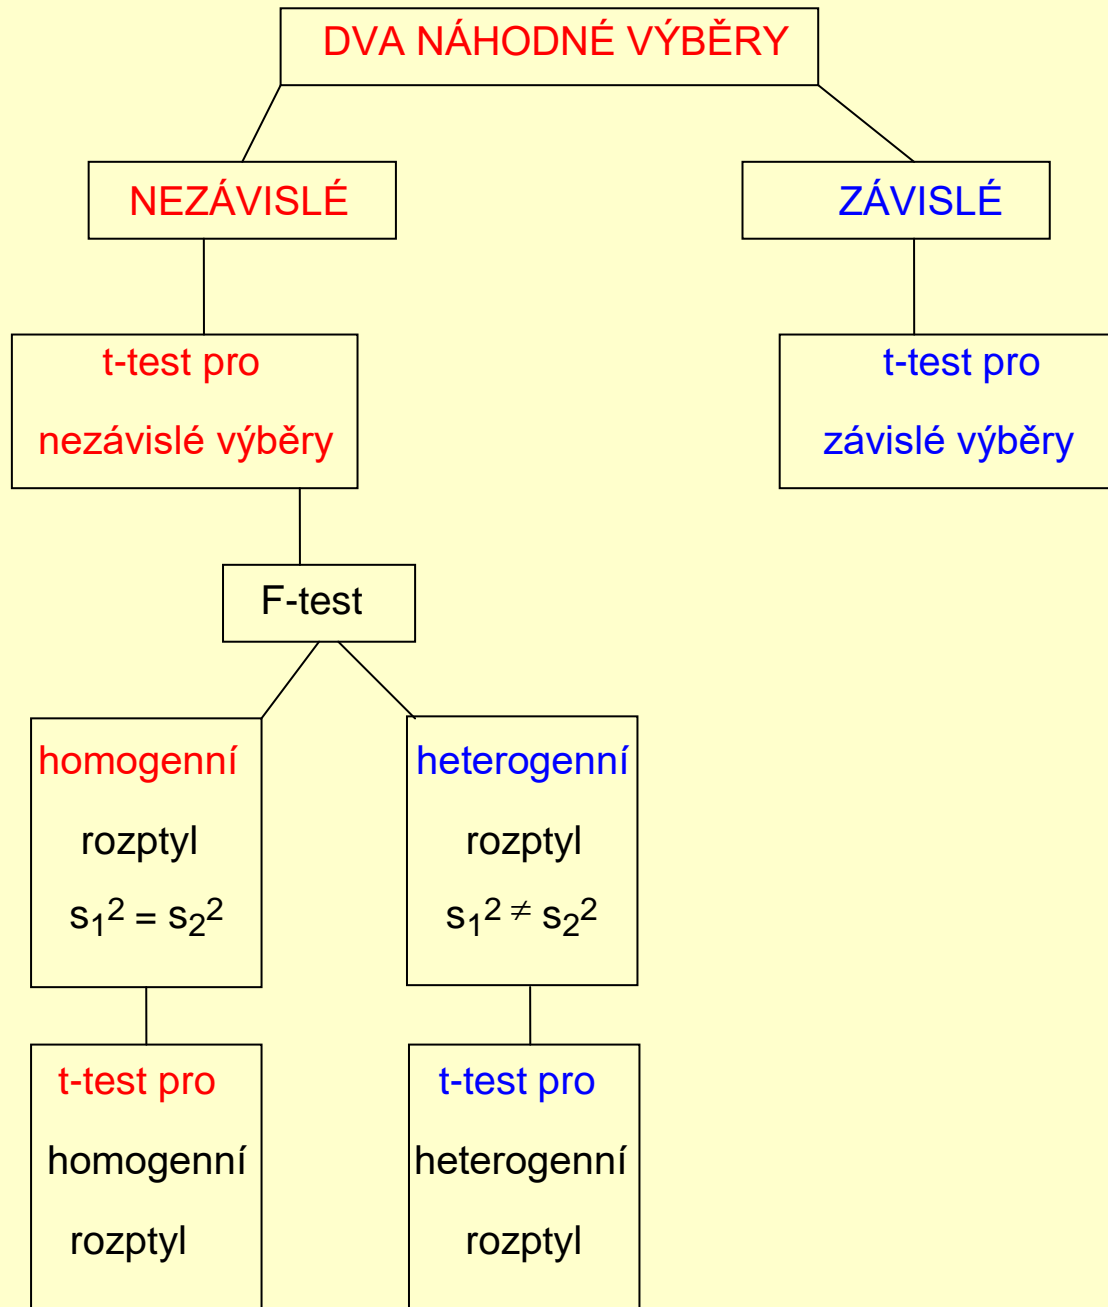 DVA NÁHODNÉ VÝBĚRY
NEZÁVISLÉ
ZÁVISLÉ
t-test pro
nezávislé výběry
t-test pro
závislé výběry
F-test
homogenní
rozptyl
s₁² = s₂²
heterogenní
rozptyl
s₁² ≠ s₂²
t-test pro
homogenní
rozptyl
t-test pro
heterogenní
rozptyl